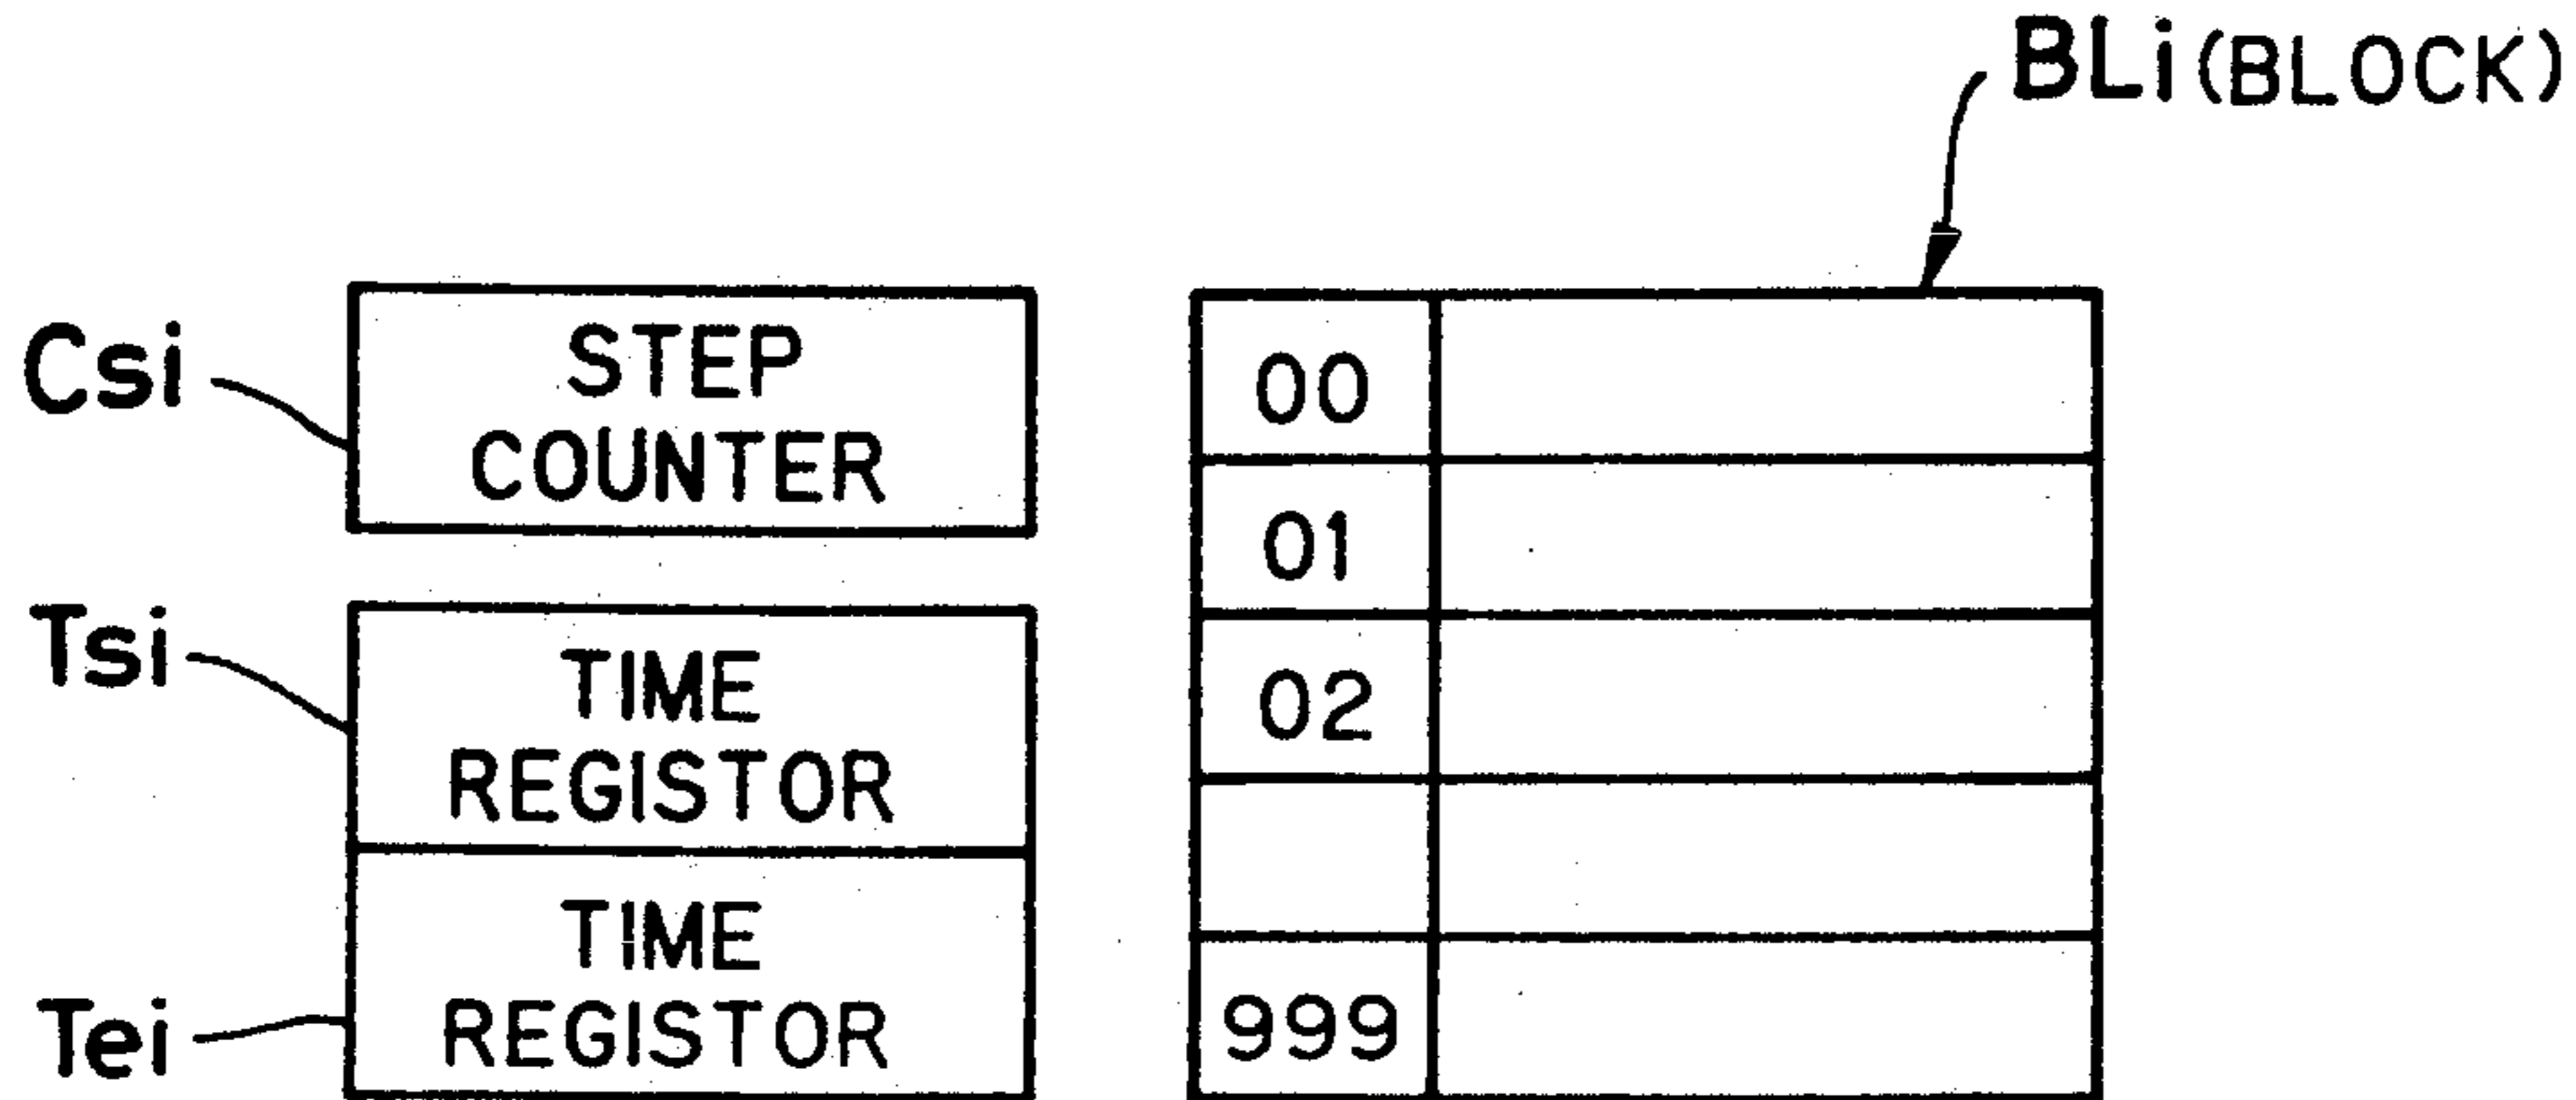 BLi (BLOCK)
Csi
STEP
COUNTER
Tsi
TIME
REGISTOR
Tei
TIME
REGISTOR
00
01
02
999